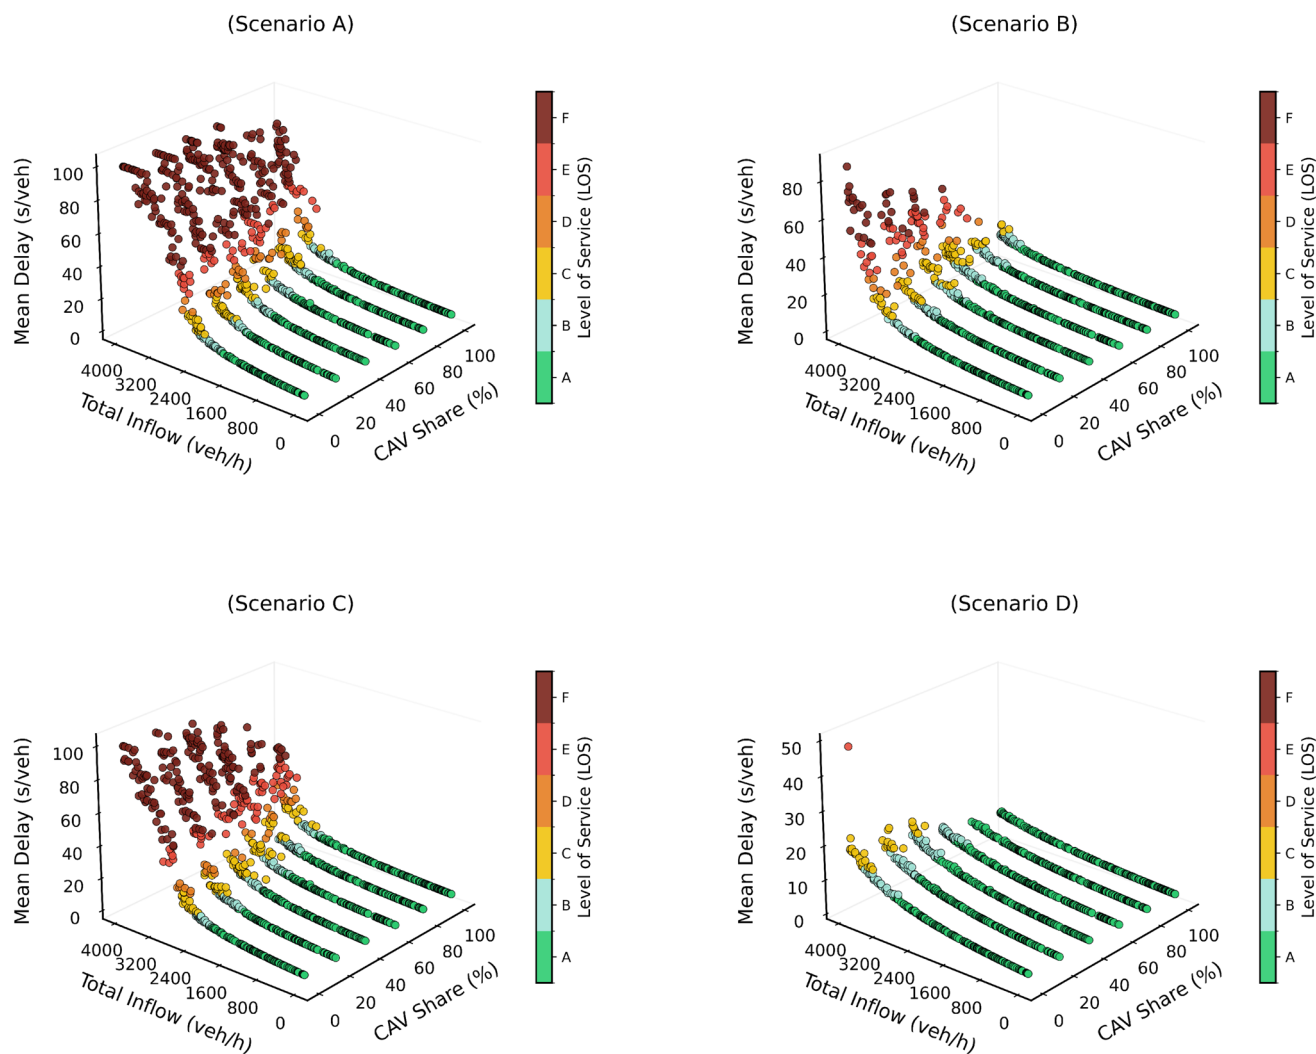 (Scenario A)
Mean Delay (s/veh)
100
80
60
40
20
0
4000
3200
2400
1600
800
0
Total Inflow (veh/h)
0
20
40
60
80
100
CAV Share (%)
F
E
D
C
B
A
Level of Service (LOS)
(Scenario B)
Mean Delay (s/veh)
80
60
40
20
0
4000
3200
2400
1600
800
0
Total Inflow (veh/h)
0
20
40
60
80
100
CAV Share (%)
F
E
D
C
B
A
Level of Service (LOS)
(Scenario C)
Mean Delay (s/veh)
100
80
60
40
20
0
4000
3200
2400
1600
800
0
Total Inflow (veh/h)
0
20
40
60
80
100
CAV Share (%)
F
E
D
C
B
A
Level of Service (LOS)
(Scenario D)
Mean Delay (s/veh)
50
40
30
20
10
0
4000
3200
2400
1600
800
0
Total Inflow (veh/h)
0
20
40
60
80
100
CAV Share (%)
F
E
D
C
B
A
Level of Service (LOS)